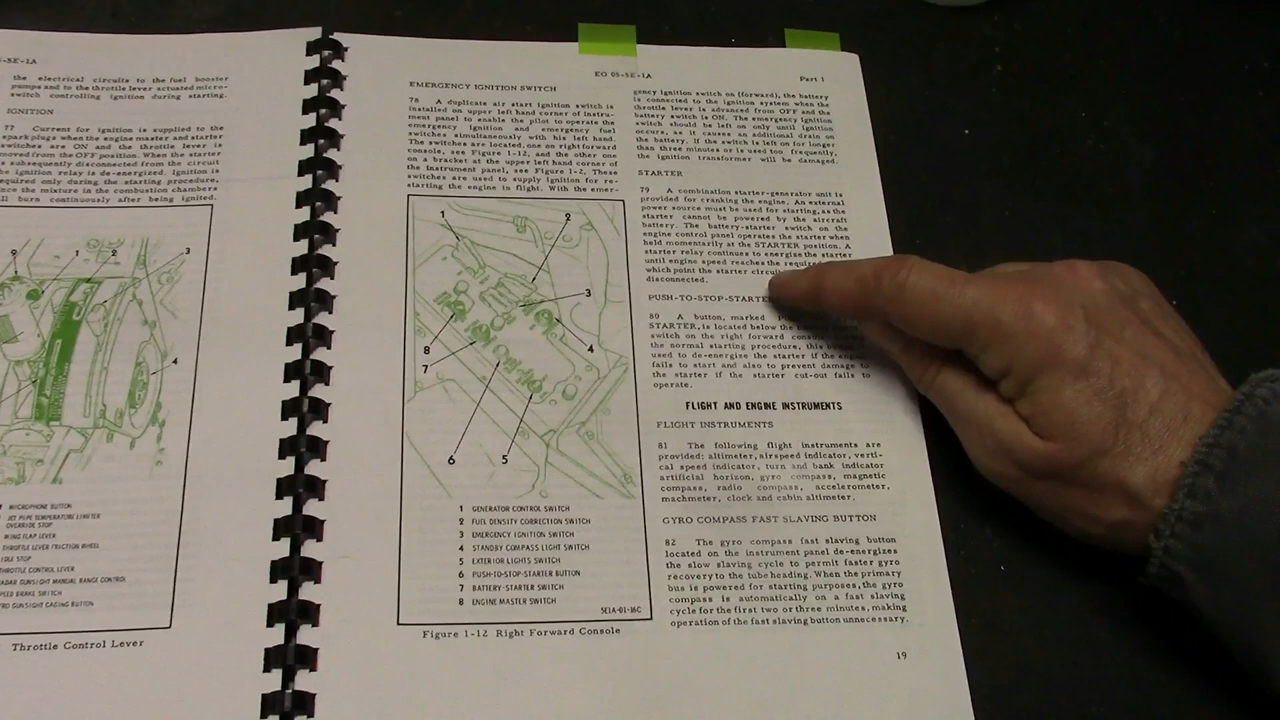 -5E-1A
the electrical circuits to the fuel booster
pumps and to the throttle lever actuated micro-
switch controlling ignition during starting.
IGNITION
77 Current for ignition is supplied to the
spark plugs when the engine master and starter
switches are ON and the throttle lever is
moved from the OFF position. When the starter
s subsequently disconnected from the circuit
he ignition relay is de-energized. Ignition is
equired only during the starting procedure,
ince the mixture in the combustion chambers
ll burn continuously after being ignited.
9
1
2
3
4
MICROPHONE BUTTON
JET PIPE TEMPERATURE LIMITER
OVERRIDE STOP
WING FLAP LEVER
THROTTLE LEVER FRICTION WHEEL
IDLE STOP
THROTTLE CONTROL LEVER
ADAR GUNSIGHT MANUAL RANGE CONTROL
PEED BRAKE SWITCH
YRO GUNSIGHT CAGING BUTTON
Throttle Control Lever
EO 05-5E-1A
Part 1
EMERGENCY IGNITION SWITCH
78 A duplicate air start ignition switch is
installed on upper left hand corner of instru-
ment panel to enable the pilot to operate the
emergency ignition and emergency fuel
switches simultaneously with his left hand.
The switches are located, one on right forward
console, see Figure 1-12, and the other one
on a bracket at the upper left hand corner of
the instrument panel, see Figure 1-2. These
switches are used to supply ignition for re-
starting the engine in flight. With the emer-
1
2
3
4
8
7
6
5
1 GENERATOR CONTROL SWITCH
2 FUEL DENSITY CORRECTION SWITCH
3 EMERGENCY IGNITION SWITCH
4 STANDBY COMPASS LIGHT SWITCH
5 EXTERIOR LIGHTS SWITCH
6 PUSH-TO-STOP-STARTER BUTTON
7 BATTERY-STARTER SWITCH
8 ENGINE MASTER SWITCH
5E1A-01-16C
Figure 1-12 Right Forward Console
gency ignition switch on (forward), the battery
is connected to the ignition system when the
throttle lever is advanced from OFF and the
battery switch is ON. The emergency ignition
switch should be left on only until ignition
occurs, as it causes an additional drain on
the battery. If the switch is left on for longer
than three minutes or is used too frequently,
the ignition transformer will be damaged.
STARTER
79 A combination starter-generator unit is
provided for cranking the engine. An external
power source must be used for starting, as the
starter cannot be powered by the aircraft
battery. The battery-starter switch on the
engine control panel operates the starter when
held momentarily at the STARTER position. A
starter relay continues to energize the starter
until engine speed reaches the required
which point the starter circui
disconnected.
PUSH-TO-STOP-STARTE
80 A button, marked
STARTER, is located below the
switch on the right forward
the normal starting procedure, this
used to de-energize the starter if the
fails to start and also to prevent damage to
the starter if the starter cut-out fails to
operate.
FLIGHT AND ENGINE INSTRUMENTS
FLIGHT INSTRUMENTS
81 The following flight instruments are
provided: altimeter, airspeed indicator, verti-
cal speed indicator, turn and bank indicator
artificial horizon, gyro compass, magnetic
compass, radio compass, accelerometer,
machmeter, clock and cabin altimeter.
GYRO COMPASS FAST SLAVING BUTTON
82 The gyro compass fast slaving button
located on the instrument panel de-energizes
the slow slaving cycle to permit faster gyro
recovery to the tube heading. When the primary
bus is powered for starting purposes, the gyro
compass is automatically on a fast slaving
cycle for the first two or three minutes, making
operation of the fast slaving button unnecessary.
19